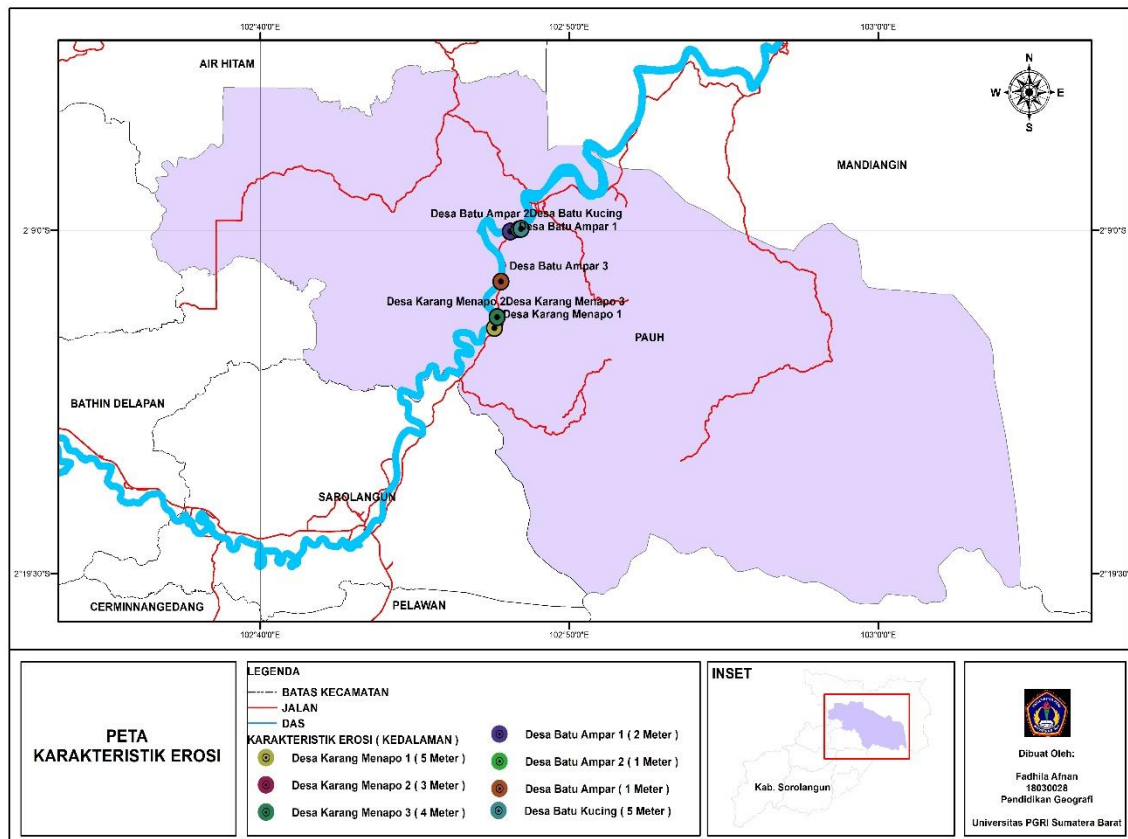 102°40'0"E 102°50'0"E 103°0'0"E
AIR HITAM
N
W E
S
MANDIANGIN
Desa Batu Ampar 2 Desa Batu Kucing
2°9'0"S Desa Batu Ampar 1 2°9'0"S
Desa Batu Ampar 3
Desa Karang Menapo 2 Desa Karang Menapo 3
Desa Karang Menapo 1
PAUH
BATHIN DELAPAN
SAROLANGUN
2°19'30"S 2°19'30"S
CERMINNANGEDANG PELAWAN
102°40'0"E 102°50'0"E 103°0'0"E
PETA
KARAKTERISTIK EROSI
LEGENDA
BATAS KECAMATAN
JALAN
DAS
KARAKTERISTIK EROSI ( KEDALAMAN )
Desa Karang Menapo 1 ( 5 Meter )
Desa Karang Menapo 2 ( 3 Meter )
Desa Karang Menapo 3 ( 4 Meter )
Desa Batu Ampar 1 ( 2 Meter )
Desa Batu Ampar 2 ( 1 Meter )
Desa Batu Ampar ( 1 Meter )
Desa Batu Kucing ( 5 Meter )
INSET
Kab. Sorolangun
Dibuat Oleh:
Fadhila Afnan
18030028
Pendidikan Geografi
Universitas PGRI Sumatera Barat